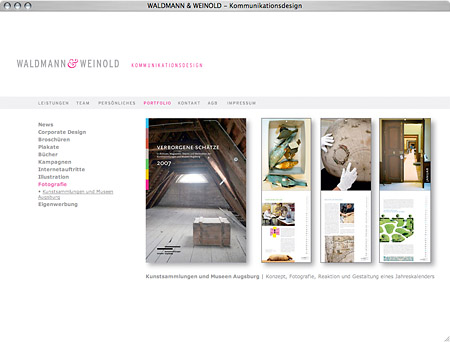 WALDMANN & WEINOLD – Kommunikationsdesign
WALDMANN & WEINOLD KOMMUNIKATIONSDESIGN
LEISTUNGEN TEAM PERSÖNLICHES PORTFOLIO KONTAKT AGB IMPRESSUM
News
Corporate Design
Broschüren
Plakate
Bücher
Kampagnen
Internetauftritte
Illustration
Fotografie
• Kunstsammlungen und Museen
Augsburg
Eigenwerbung
VERBORGENE SCHÄTZE
2007
Kunstsammlungen und Museen Augsburg | Konzept, Fotografie, Reaktion und Gestaltung eines Jahreskalenders